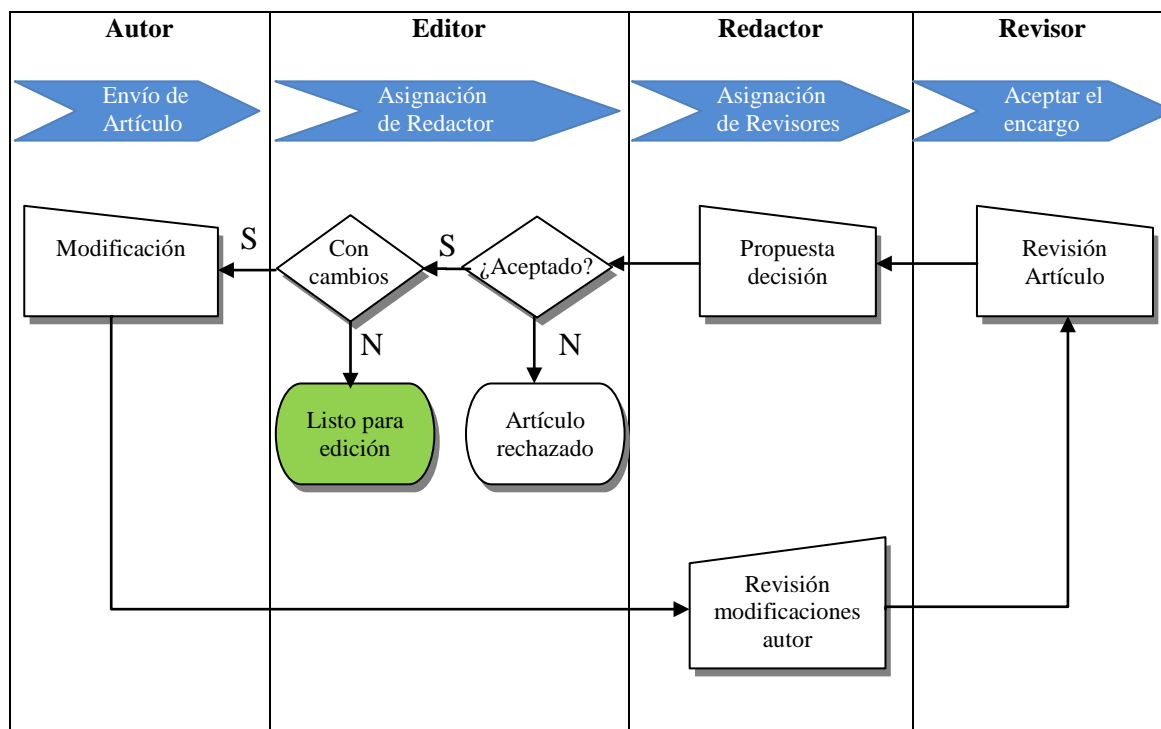 Autor
Editor
Redactor
Revisor
Envío de
Artículo
Asignación
de Redactor
Asignación
de Revisores
Aceptar el
encargo
Modificación
S
Con
cambios
S
¿Aceptado?
Propuesta
decisión
Revisión
Artículo
N
N
Listo para
edición
Artículo
rechazado
Revisión
modificaciones
autor